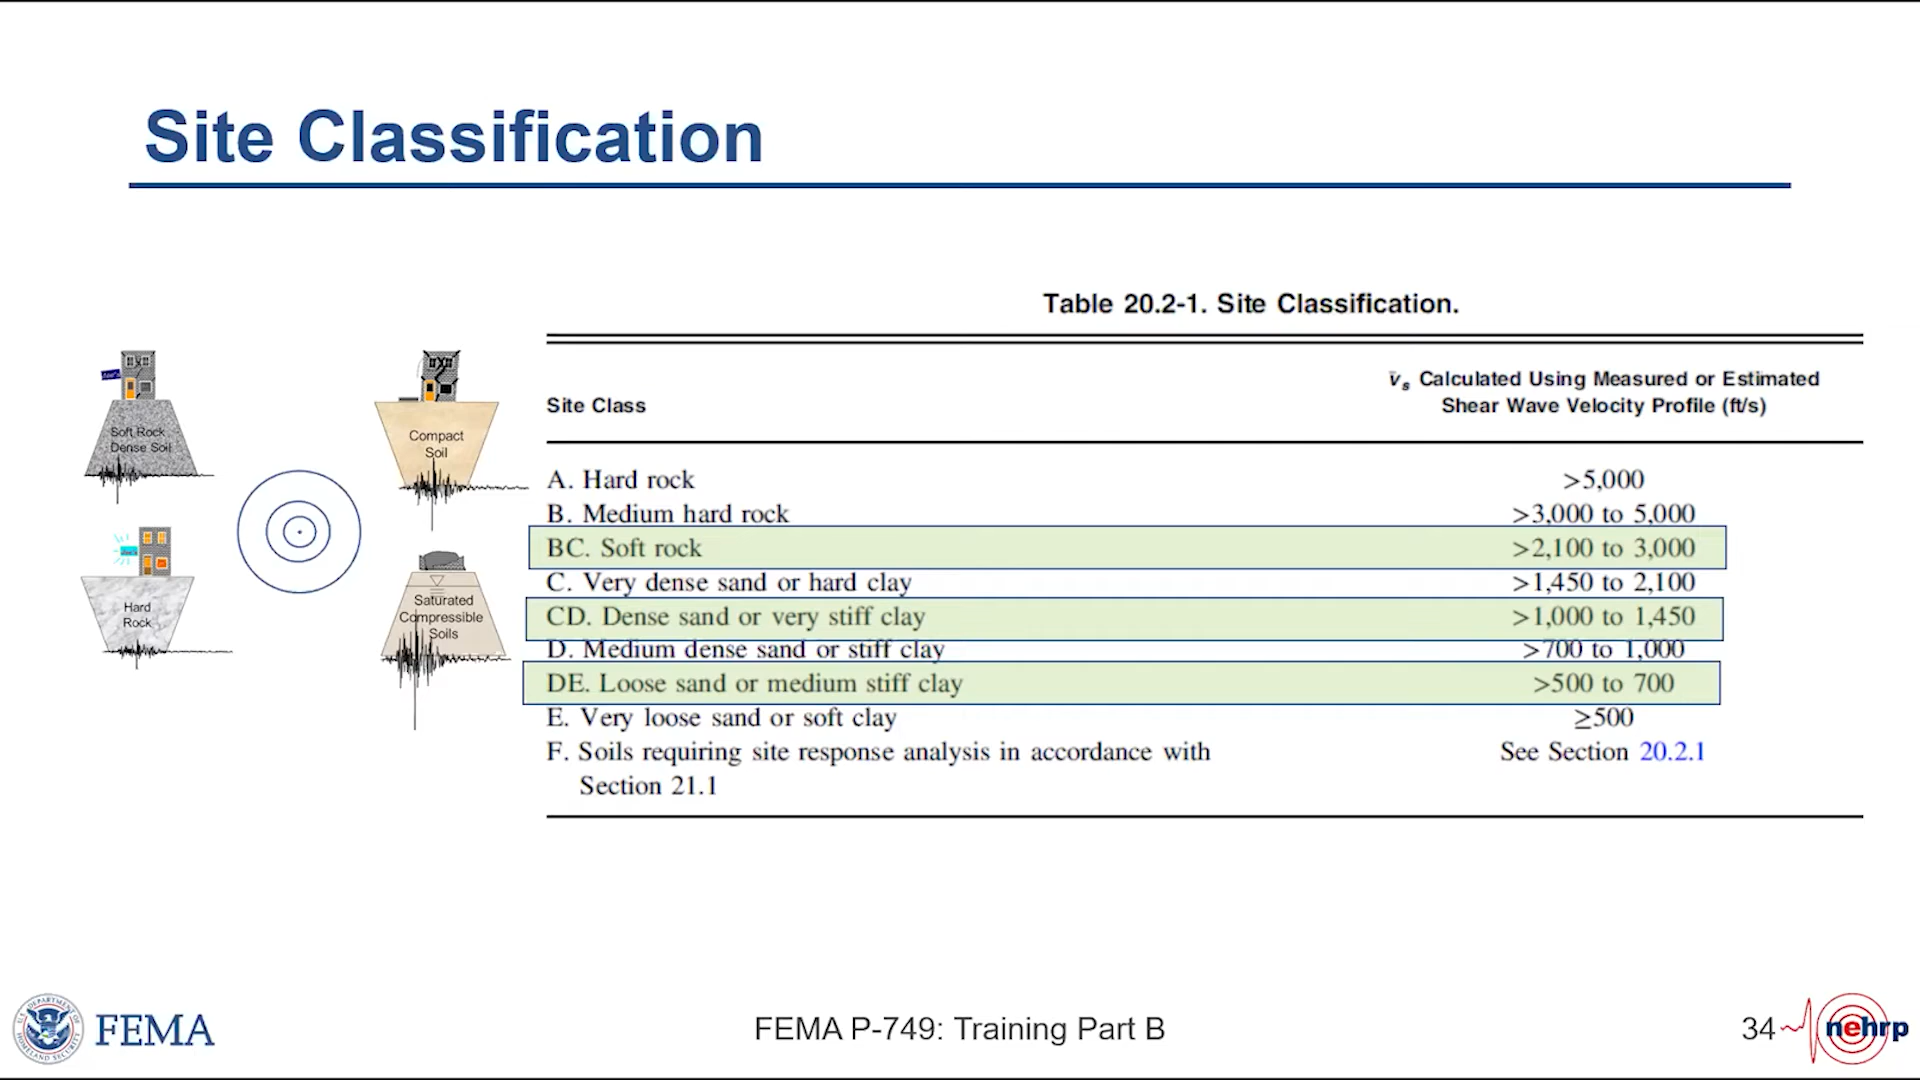 Site Classification
Table 20.2-1. Site Classification.
Site Class
v̄s Calculated Using Measured or Estimated
Shear Wave Velocity Profile (ft/s)
A. Hard rock >5,000
B. Medium hard rock >3,000 to 5,000
BC. Soft rock >2,100 to 3,000
C. Very dense sand or hard clay >1,450 to 2,100
CD. Dense sand or very stiff clay >1,000 to 1,450
D. Medium dense sand or stiff clay >700 to 1,000
DE. Loose sand or medium stiff clay >500 to 700
E. Very loose sand or soft clay ≥500
F. Soils requiring site response analysis in accordance with See Section 20.2.1
Section 21.1
Soft Rock
Dense Soil
Compact
Soil
Hard
Rock
Saturated
Compressible
Soils
FEMA
FEMA P-749: Training Part B
34
nehrp